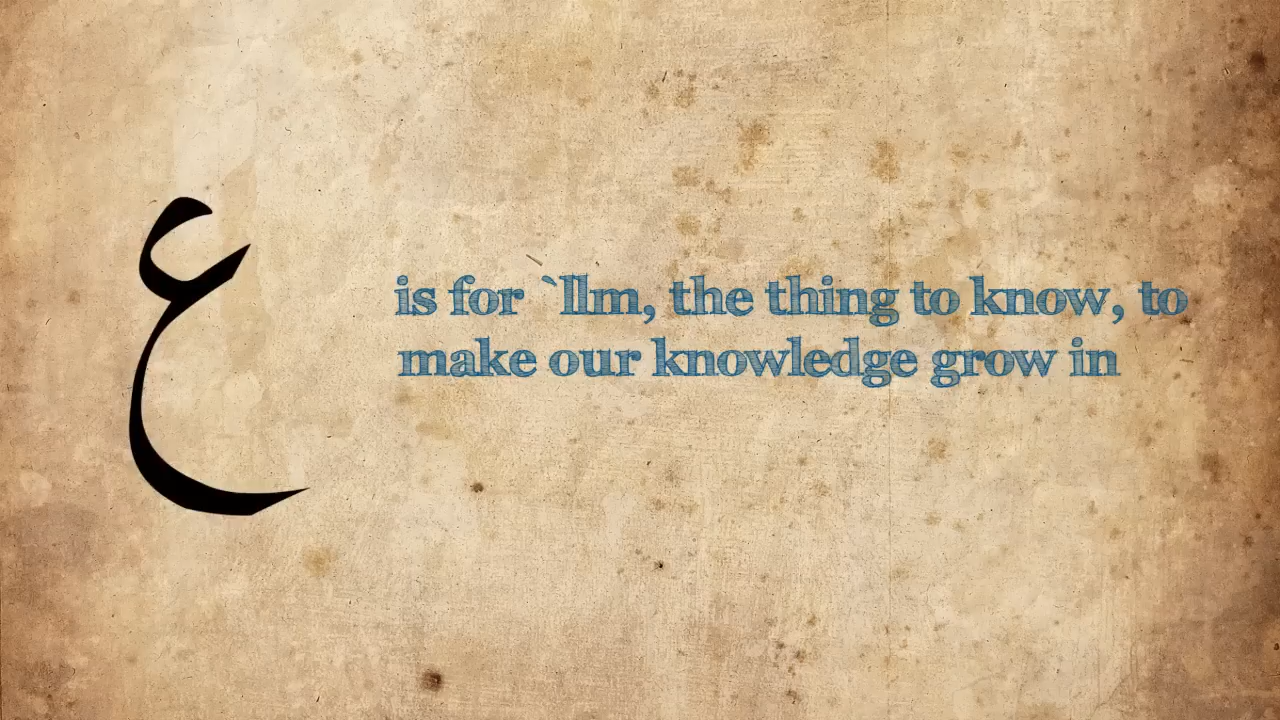 ع
is for `Ilm, the thing to know, to
make our knowledge grow in